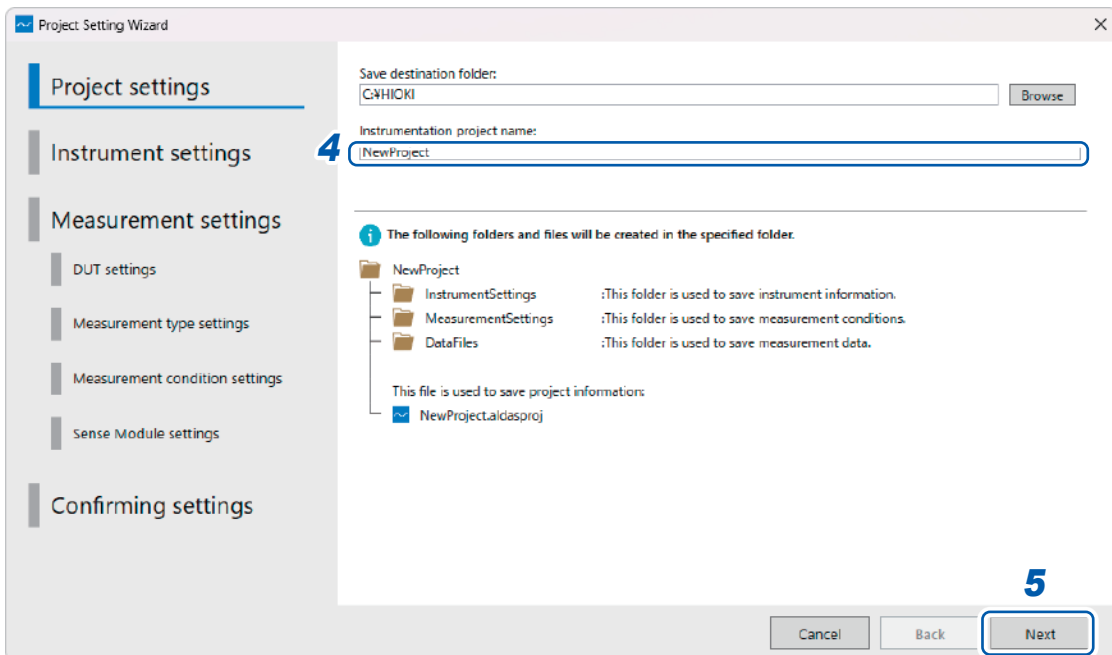 Project Setting Wizard
Project settings
Instrument settings
Measurement settings
DUT settings
Measurement type settings
Measurement condition settings
Sense Module settings
Confirming settings
Save destination folder:
C:¥HIOKI
Browse
Instrumentation project name:
4
NewProject
The following folders and files will be created in the specified folder.
NewProject
InstrumentSettings :This folder is used to save instrument information.
MeasurementSettings :This folder is used to save measurement conditions.
DataFiles :This folder is used to save measurement data.
This file is used to save project information:
NewProject.aldasproj
5
Cancel Back Next